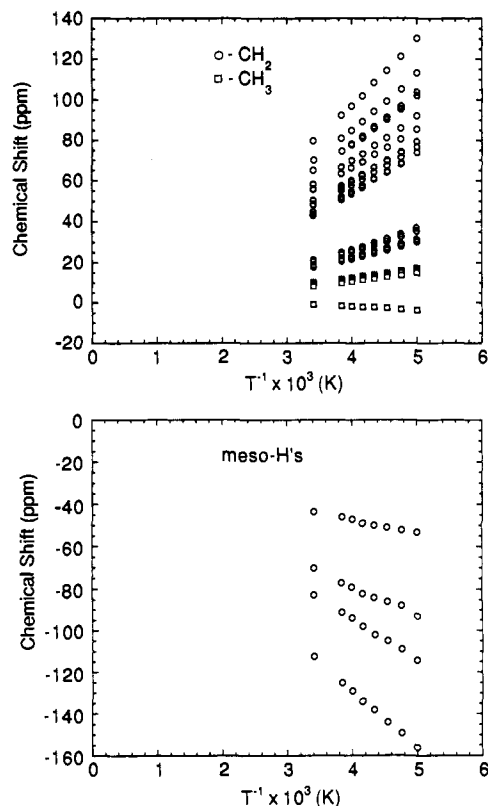 140
120
100
80
60
40
20
0
-20
Chemical Shift (ppm)
○ - CH₂
□ - CH₃
0 1 2 3 4 5 6
T⁻¹ x 10³ (K)
0
-20
-40
-60
-80
-100
-120
-140
-160
Chemical Shift (ppm)
meso-H's
0 1 2 3 4 5 6
T⁻¹ x 10³ (K)